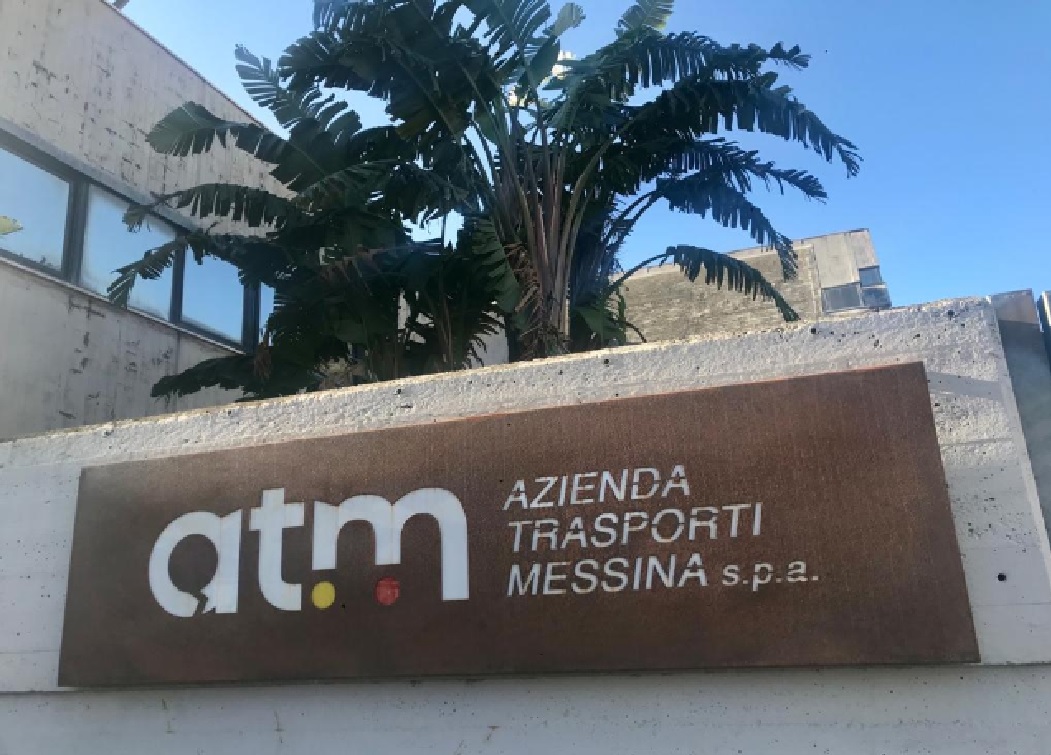 atm
AZIENDA
TRASPORTI
MESSINA s.p.a.